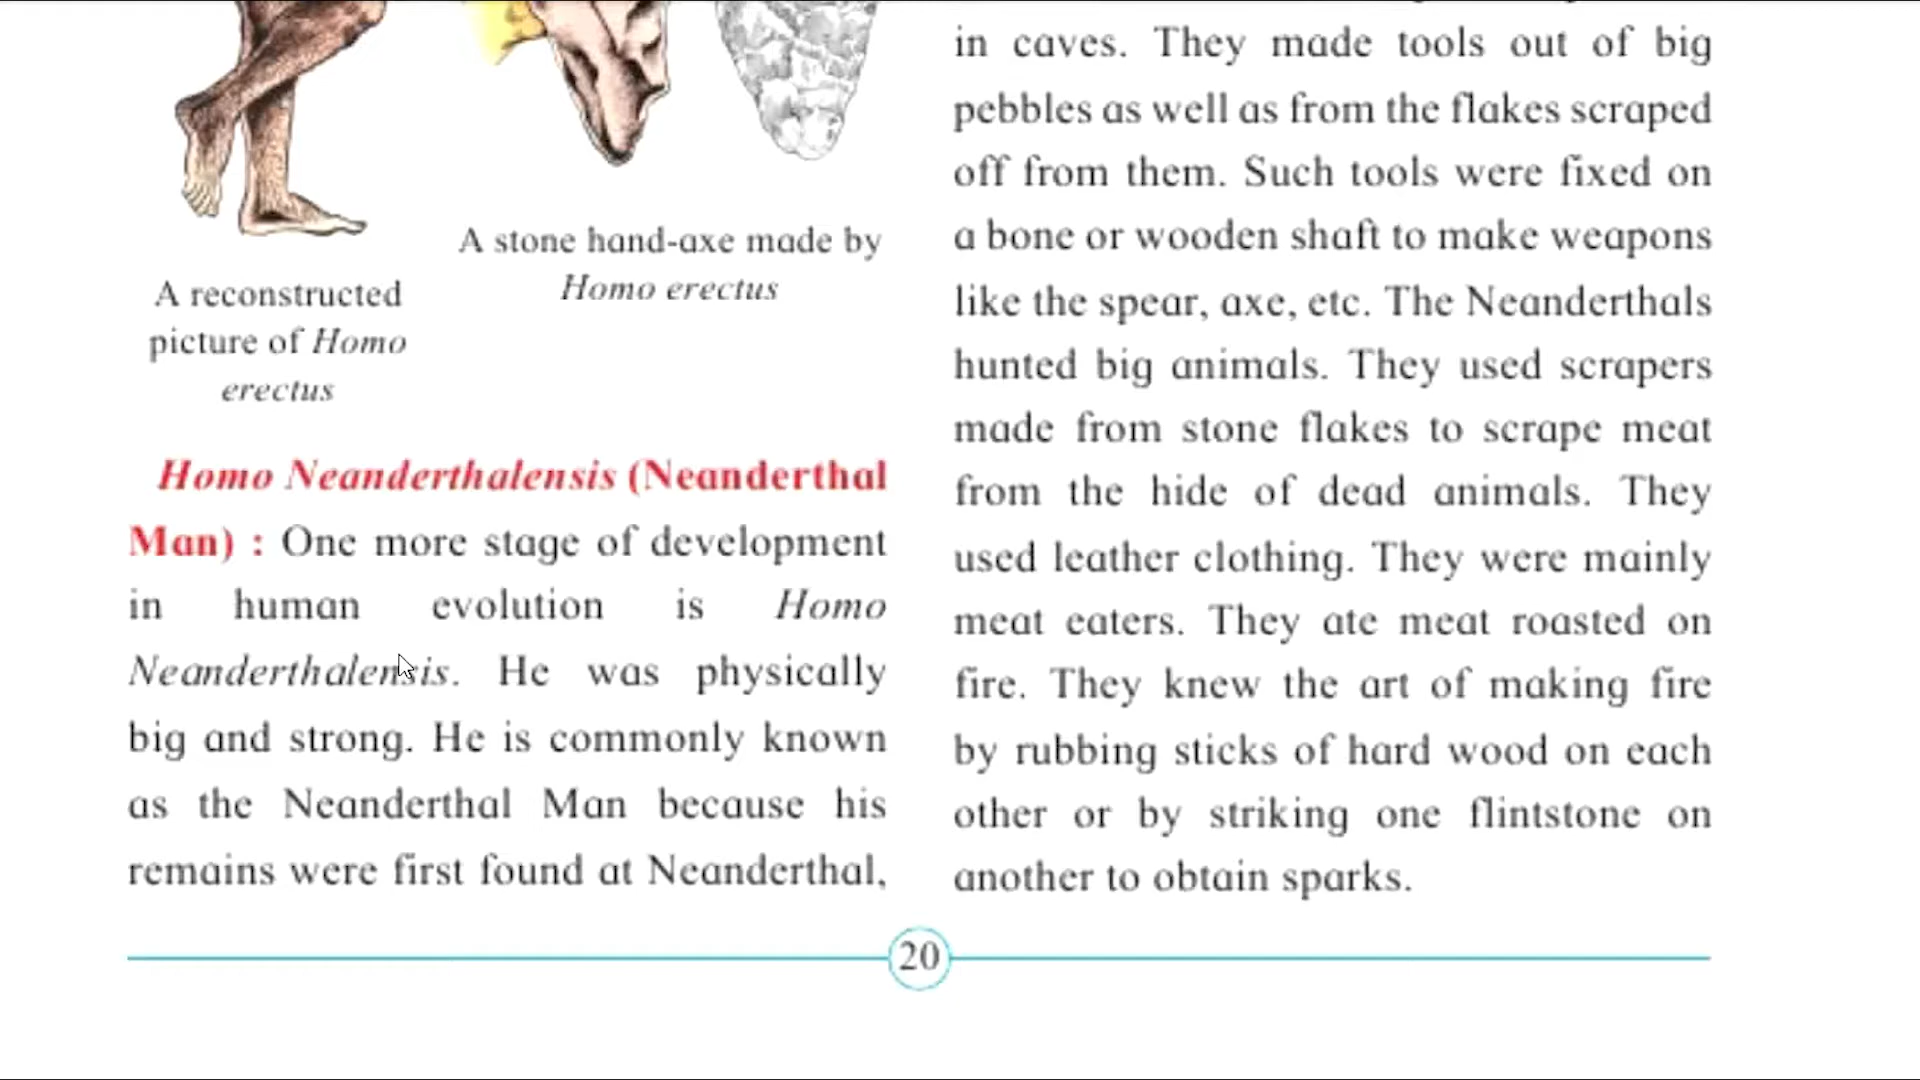 A stone hand-axe made by
Homo erectus
A reconstructed
picture of Homo
erectus
Homo Neanderthalensis (Neanderthal
Man) : One more stage of development
in human evolution is Homo
Neanderthalensis. He was physically
big and strong. He is commonly known
as the Neanderthal Man because his
remains were first found at Neanderthal,
in caves. They made tools out of big
pebbles as well as from the flakes scraped
off from them. Such tools were fixed on
a bone or wooden shaft to make weapons
like the spear, axe, etc. The Neanderthals
hunted big animals. They used scrapers
made from stone flakes to scrape meat
from the hide of dead animals. They
used leather clothing. They were mainly
meat eaters. They ate meat roasted on
fire. They knew the art of making fire
by rubbing sticks of hard wood on each
other or by striking one flintstone on
another to obtain sparks.
20